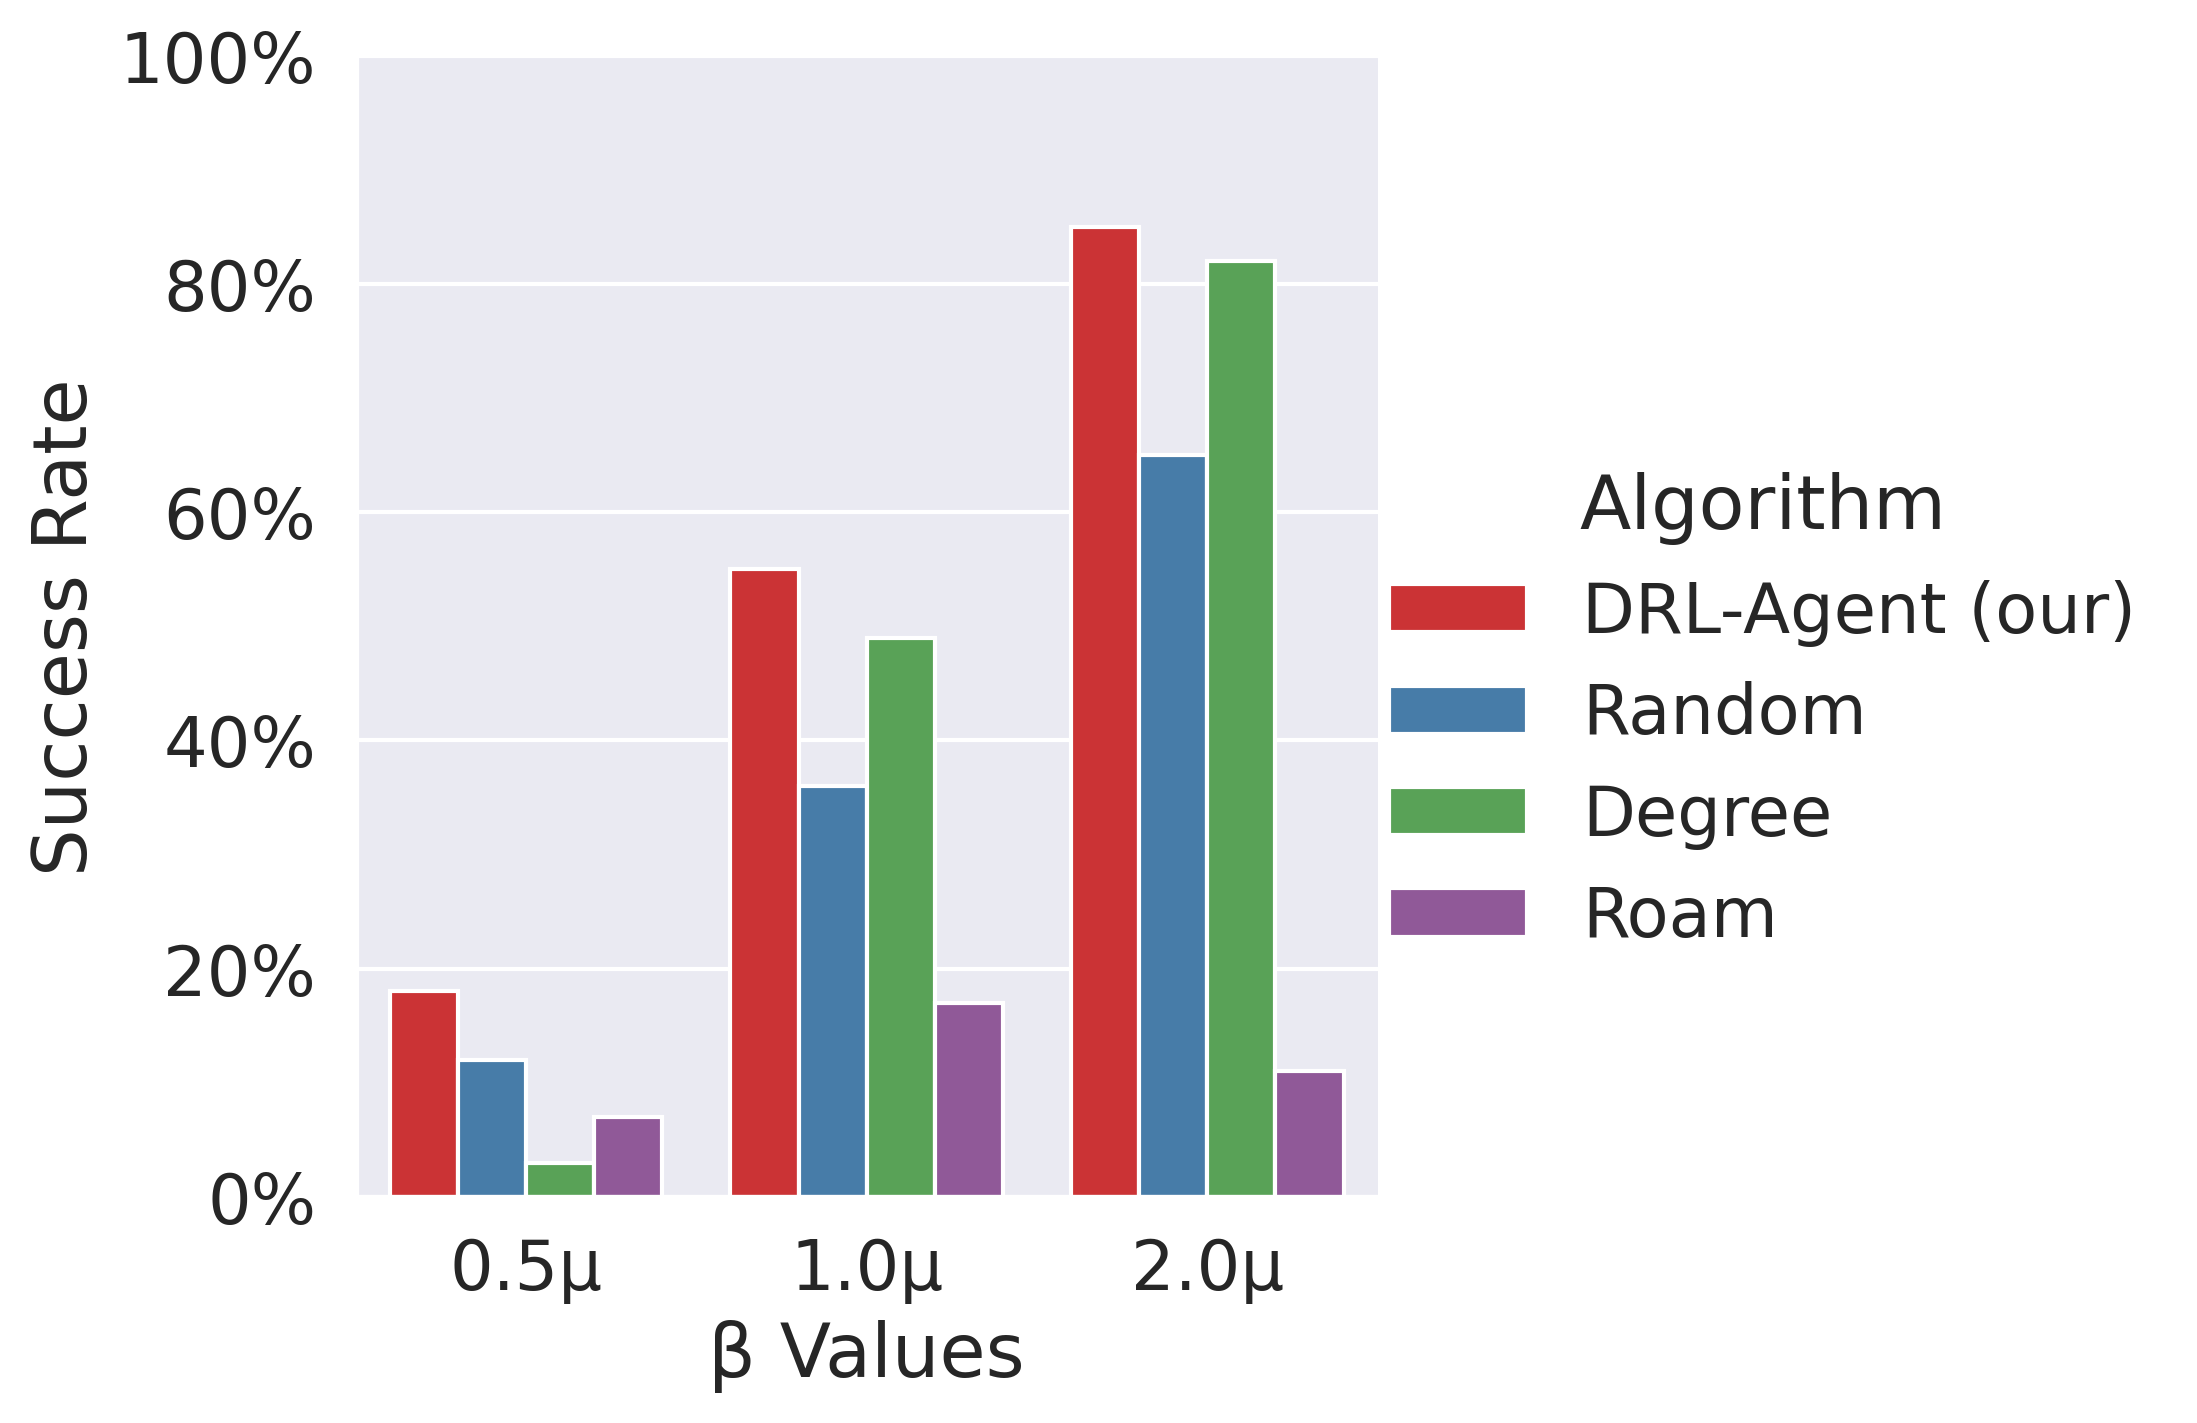 100%
80%
60%
40%
20%
0%
Success Rate
0.5μ
1.0μ
2.0μ
β Values
Algorithm
DRL-Agent (our)
Random
Degree
Roam